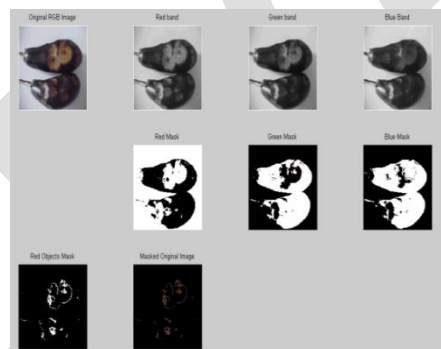 Original RGB Image
Red band
Green band
Blue Band
Red Mask
Green Mask
Blue Mask
Red Objects Mask
Masked Original Image